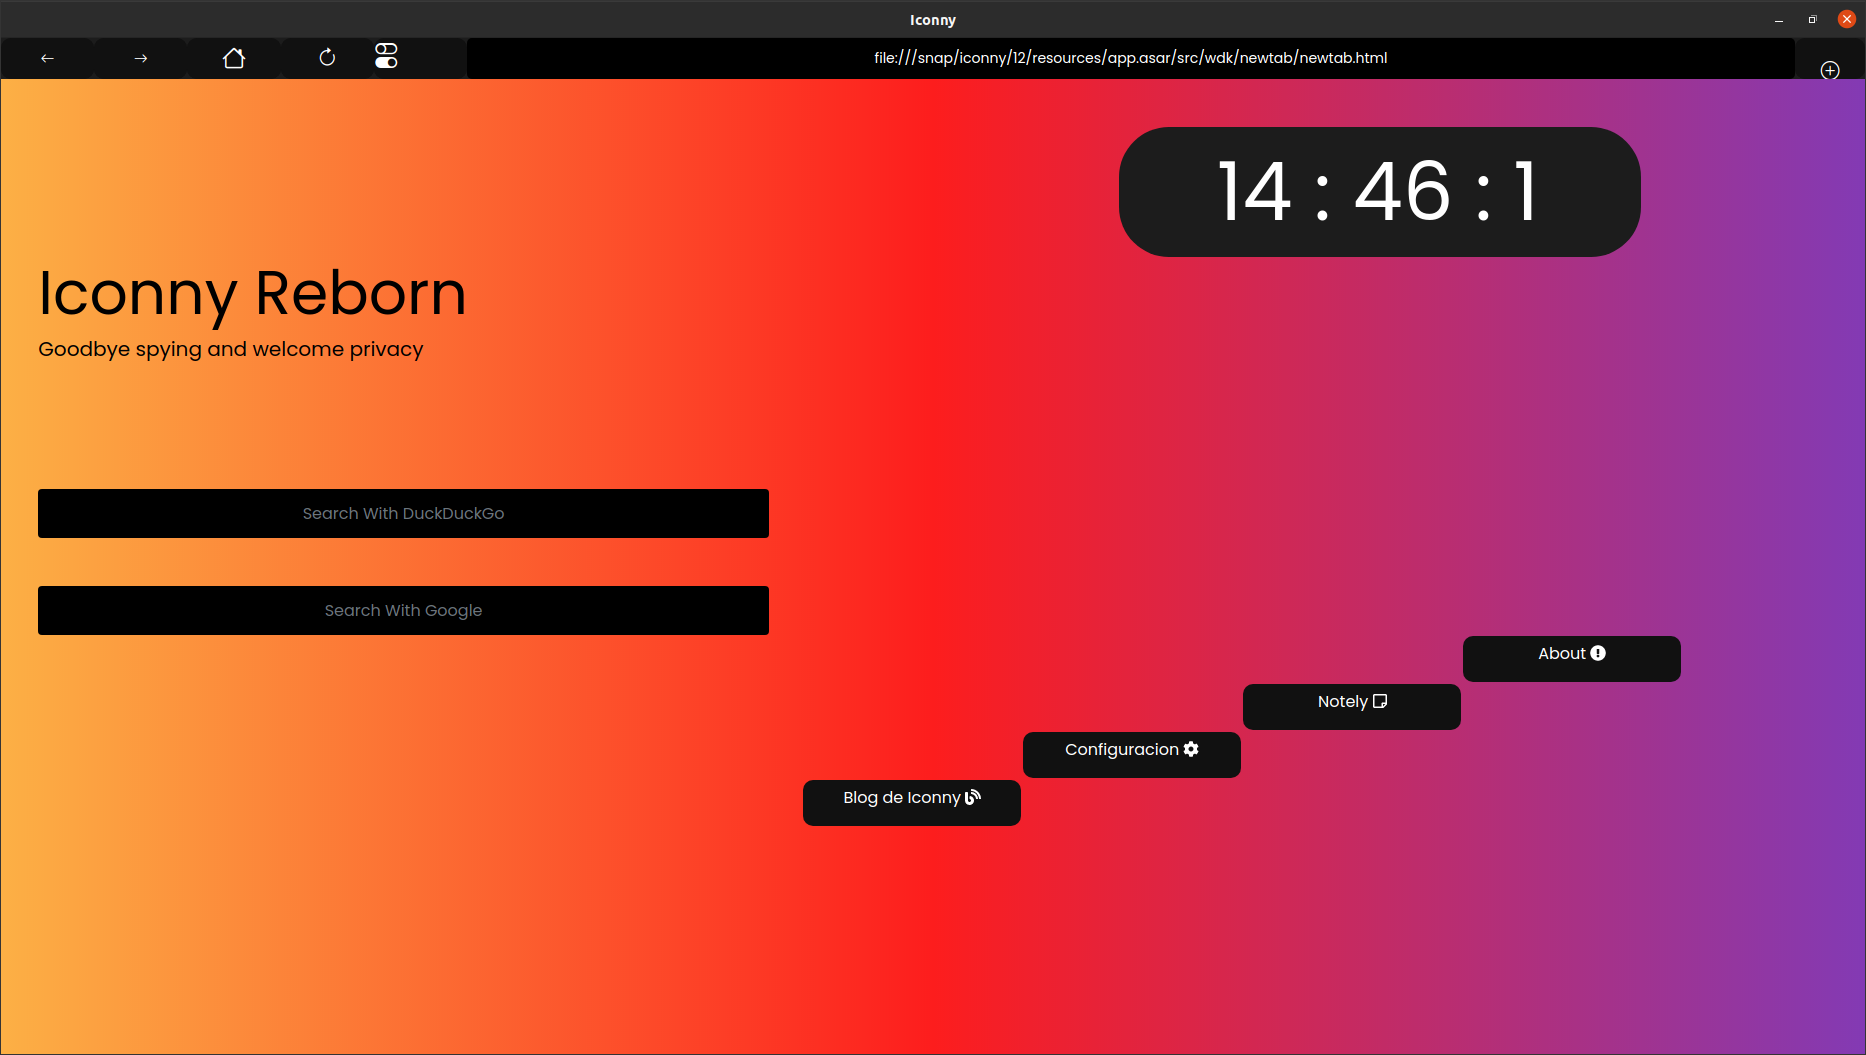 Iconny
file:///snap/iconny/12/resources/app.asar/src/wdk/newtab/newtab.html
14 : 46 : 1
Iconny Reborn
Goodbye spying and welcome privacy
Search With DuckDuckGo
Search With Google
About
Notely
Configuracion
Blog de Iconny